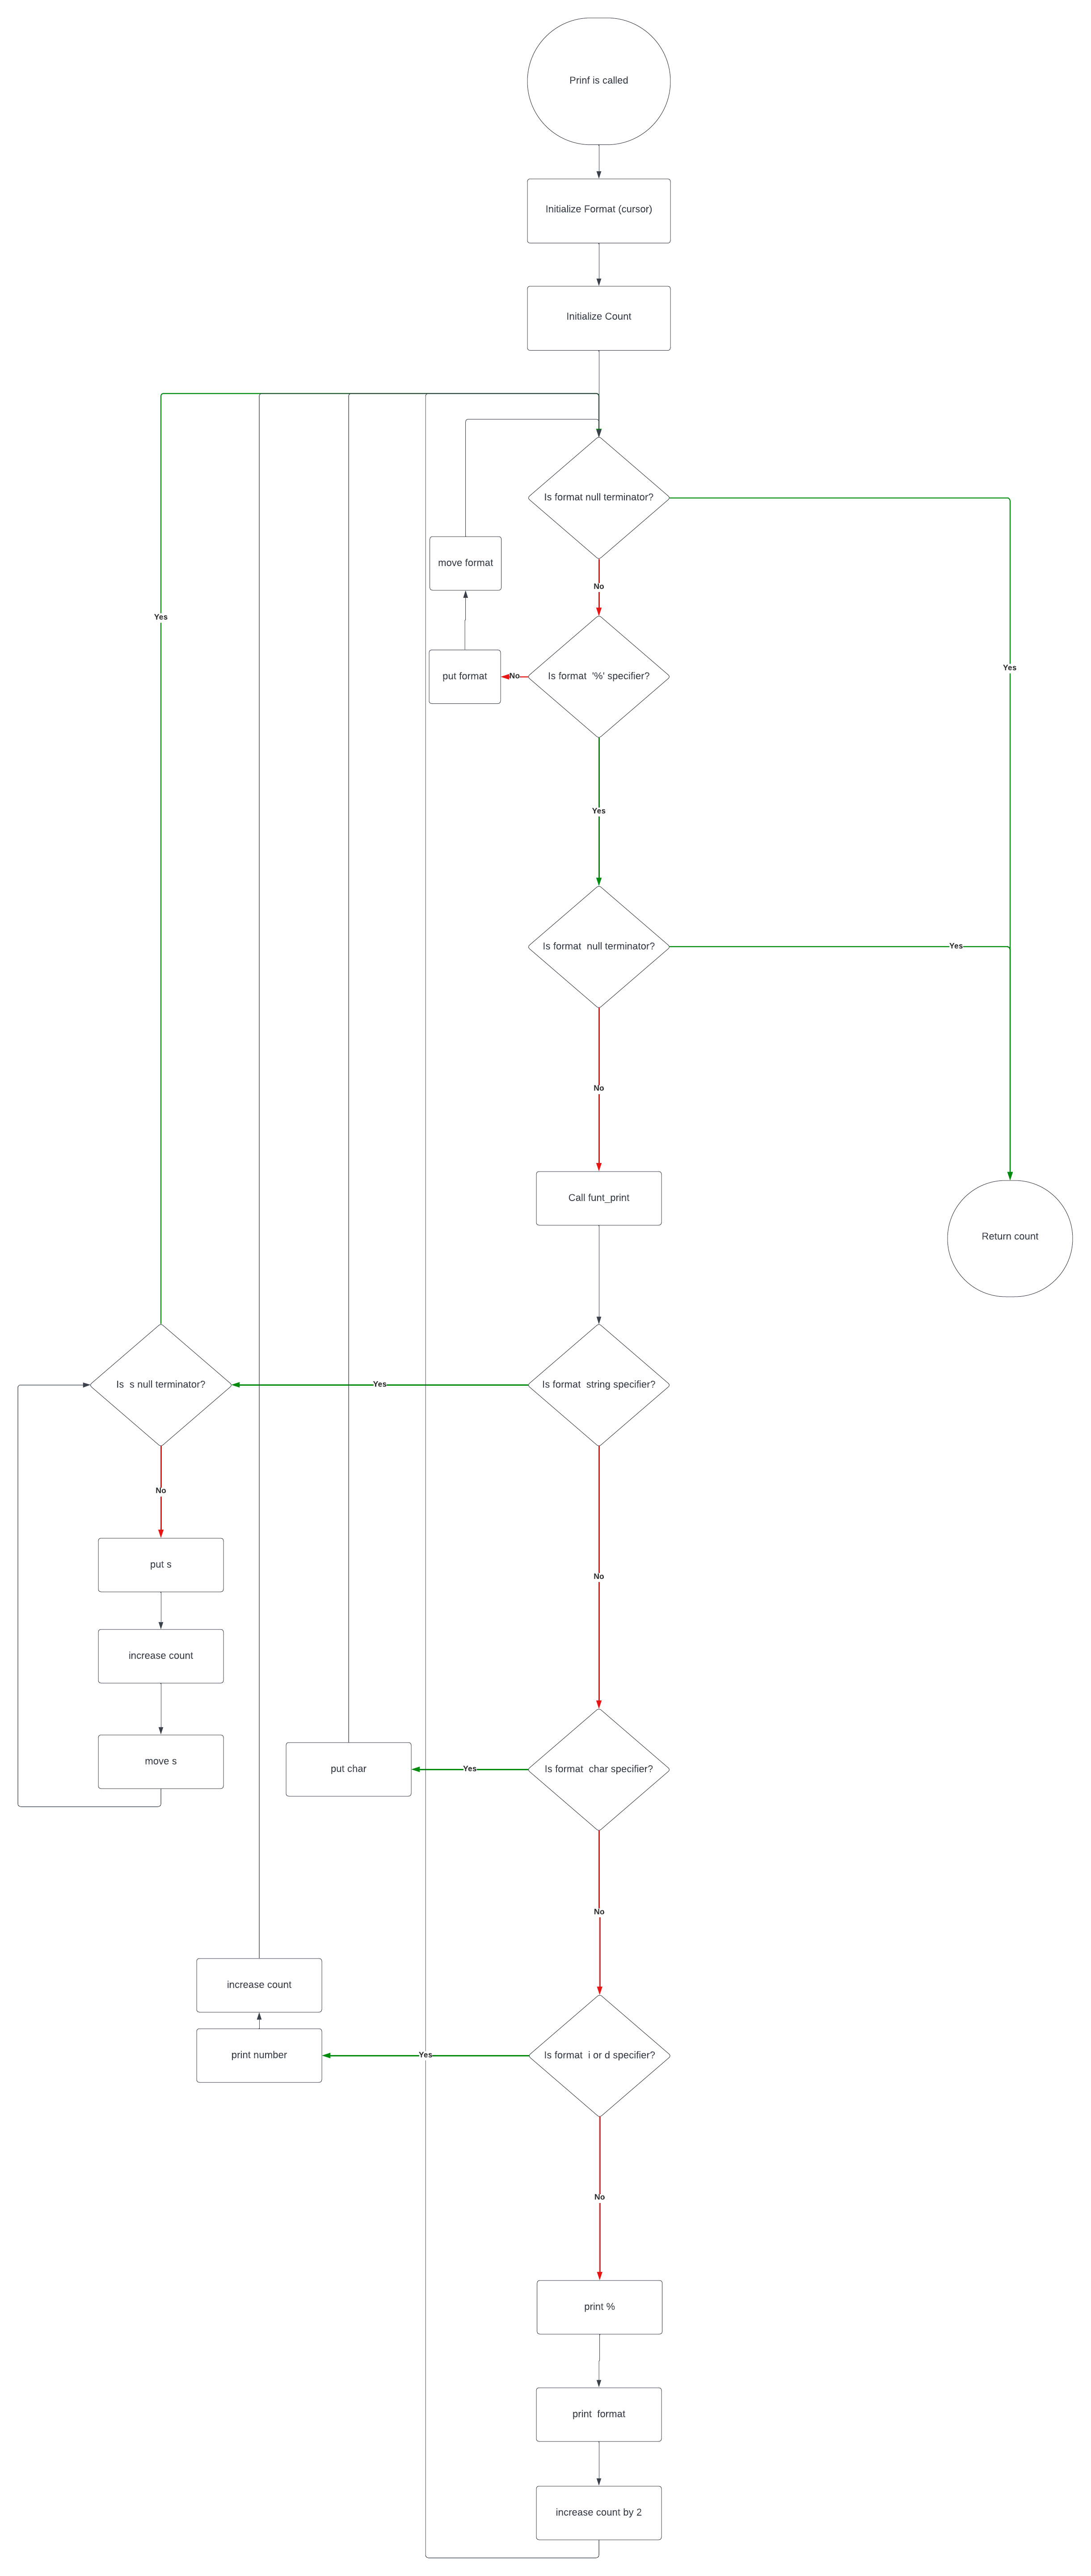 Prinf is called
Initialize Format (cursor)
Initialize Count
Is format null terminator?
Yes
No
move format
Yes
put format
No
Is format  '%' specifier?
Yes
Is format  null terminator?
Yes
No
Call funt_print
Return count
Is  s null terminator?
Yes
Is format  string specifier?
No
put s
No
increase count
move s
put char
Yes
Is format  char specifier?
No
increase count
print number
Yes
Is format  i or d specifier?
No
print %
print  format
increase count by 2